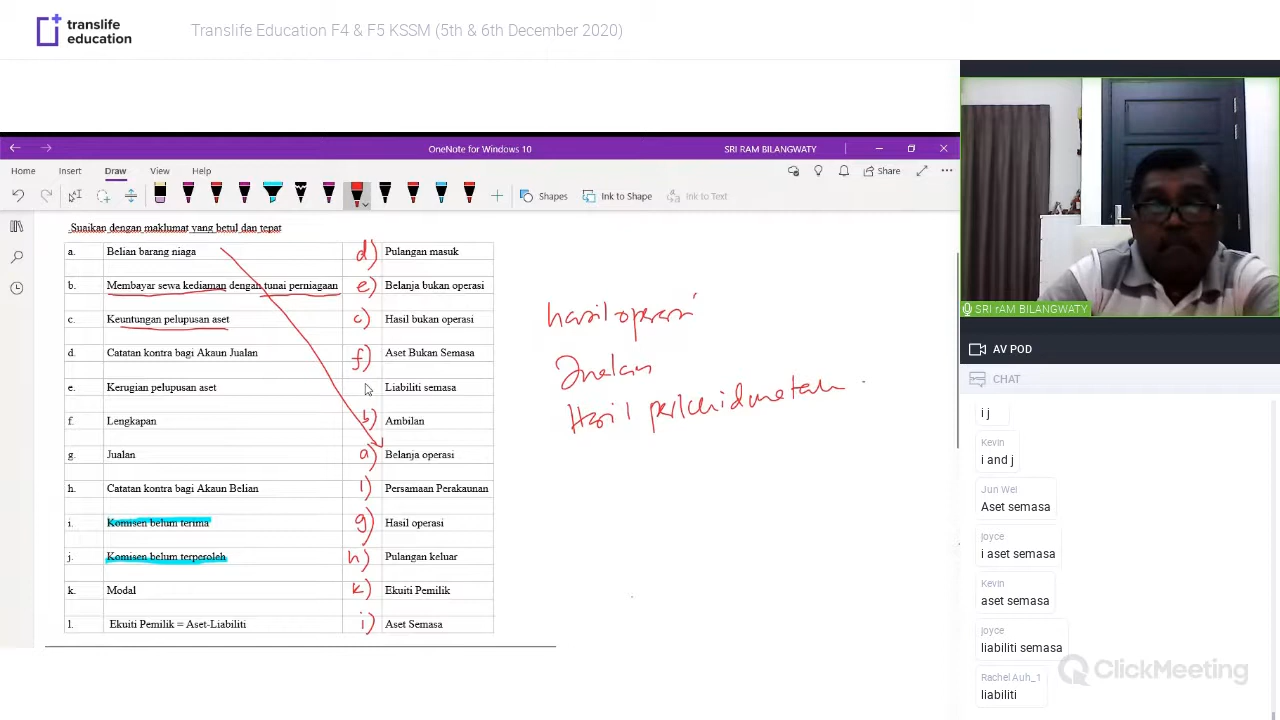 translife
education
Translife Education F4 & F5 KSSM (5th & 6th December 2020)
OneNote for Windows 10
SRI RAM BILANGWATY
Home Insert Draw View Help
Share
Shapes Ink to Shape Ink to Text
Suaikan dengan maklumat yang betul dan tepat
a. Belian barang niaga d) Pulangan masuk
b. Membayar sewa kediaman dengan tunai perniagaan e) Belanja bukan operasi
c. Keuntungan pelupusan aset c) Hasil bukan operasi
d. Catatan kontra bagi Akaun Jualan f) Aset Bukan Semasa
e. Kerugian pelupusan aset Liabiliti semasa
f. Lengkapan b) Ambilan
g. Jualan a) Belanja operasi
h. Catatan kontra bagi Akaun Belian l) Persamaan Perakaunan
i. Komisen belum terima g) Hasil operasi
j. Komisen belum terperoleh h) Pulangan keluar
k. Modal k) Ekuiti Pemilik
l. Ekuiti Pemilik = Aset-Liabiliti i) Aset Semasa
hasil operasi
Jualan
Hasil perkhidmatan
SRI rAM BILANGWATY
AV POD
CHAT
i j
Kevin
i and j
Jun Wei
Aset semasa
joyce
i aset semasa
Kevin
aset semasa
joyce
liabiliti semasa
Rachel Auh_1
liabiliti
ClickMeeting